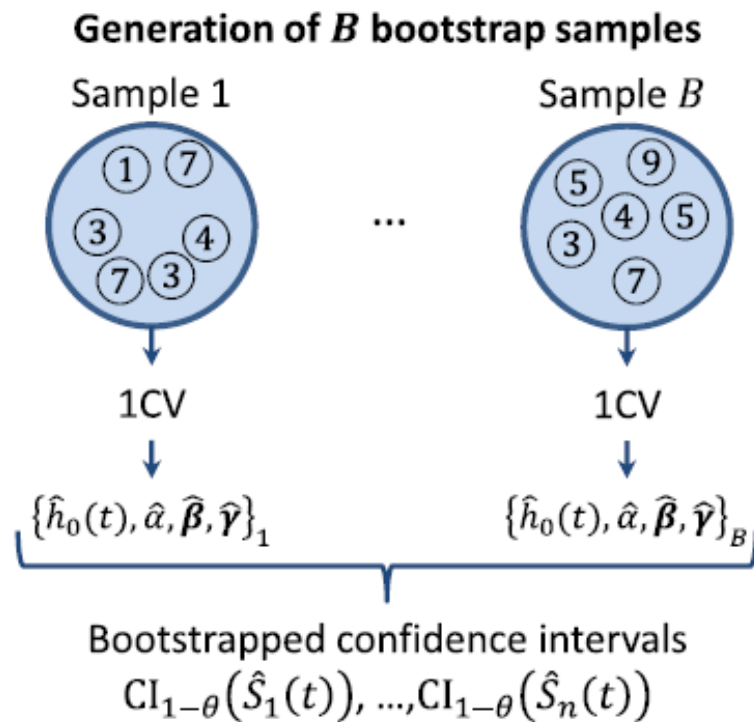 Generation of B bootstrap samples
Sample 1
Sample B
1 7
3 4
7 3
...
5 9
4 5
3
7
1CV
1CV
{ĥ₀(t), α̂, β̂, γ̂}₁
{ĥ₀(t), α̂, β̂, γ̂}_B
Bootstrapped confidence intervals
CI₁₋θ(Ŝ₁(t)), ...,CI₁₋θ(Ŝₙ(t))